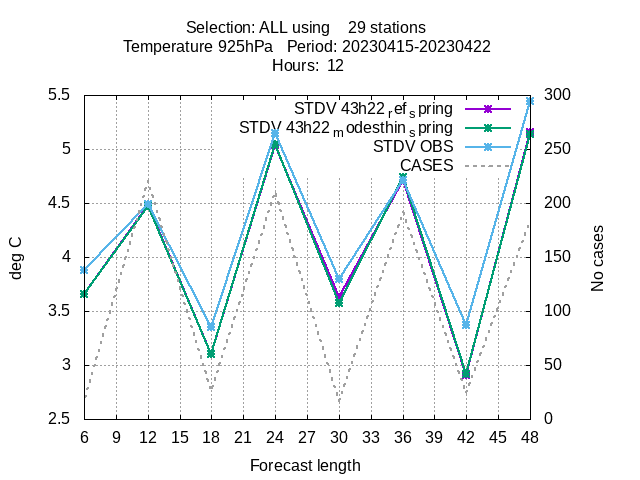 Selection: ALL using 29 stations
Temperature 925hPa Period: 20230415-20230422
Hours: 12
STDV 43h22 ref spring
STDV 43h22 modesthin spring
STDV OBS
CASES
5.5
5
4.5
4
3.5
3
2.5
300
250
200
150
100
50
0
deg C
No cases
6 9 12 15 18 21 24 27 30 33 36 39 42 45 48
Forecast length